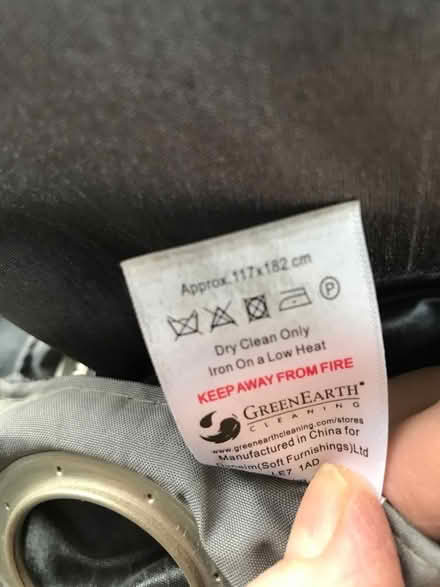 Approx.117x182 cm
P
Dry Clean Only
Iron On a Low Heat
KEEP AWAY FROM FIRE
GREENEARTH®
CLEANING
www.greenearthcleaning.com/stores
Manufactured in China for
(Soft Furnishings)Ltd
LE7 1AD